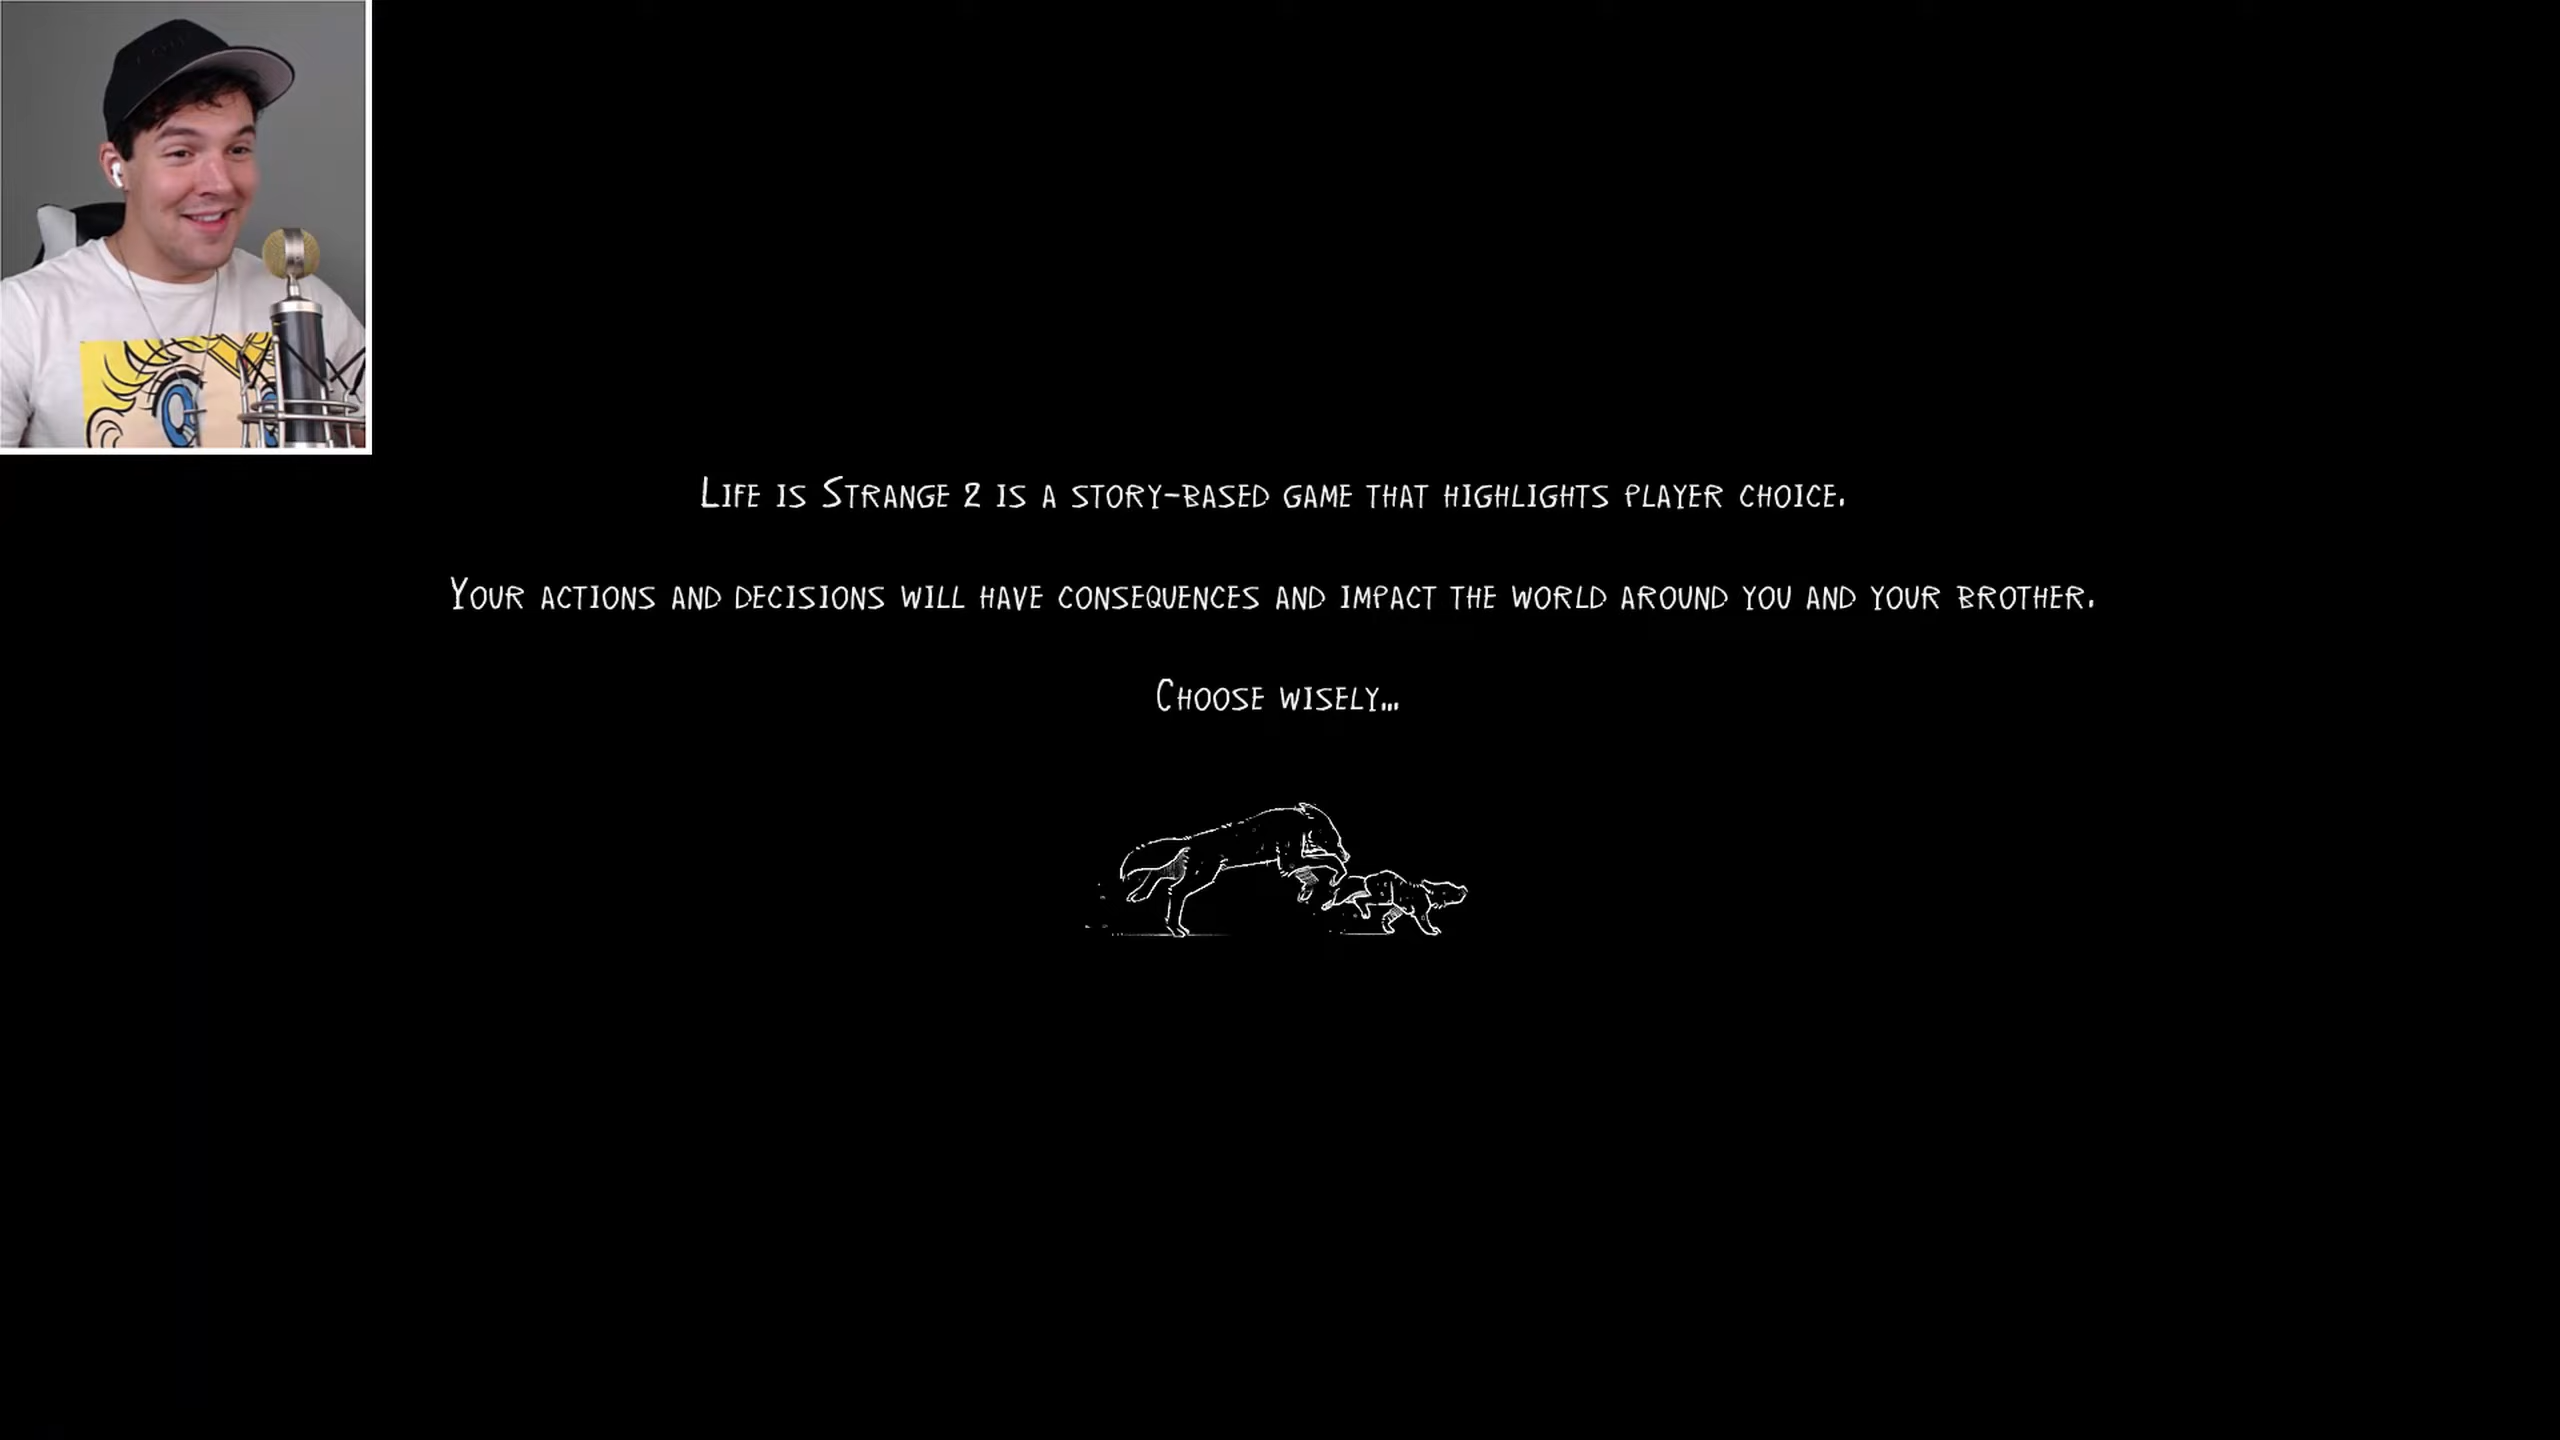 Life is Strange 2 is a story-based game that highlights player choice.
Your actions and decisions will have consequences and impact the world around you and your brother.
Choose wisely...